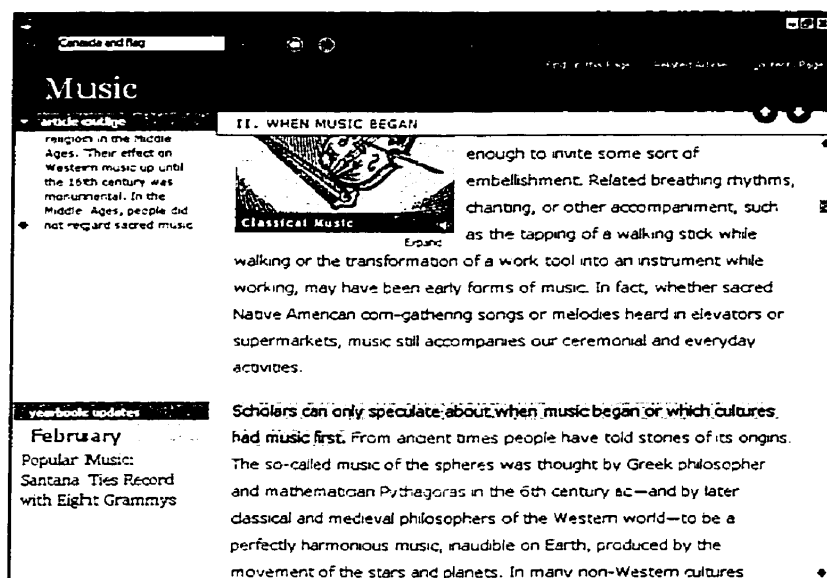 Canada and flag
Find in this Page Related Article
Music
article outline
religion in the Middle
Ages. Their effect on
Western music up until
the 16th century was
monumental. In the
Middle Ages, people did
not regard sacred music
II. WHEN MUSIC BEGAN
Classical Music
Expand
enough to invite some sort of
embellishment. Related breathing rhythms,
chanting, or other accompaniment, such
as the tapping of a walking stick while
walking or the transformation of a work tool into an instrument while
working, may have been early forms of music. In fact, whether sacred
Native American corn-gathering songs or melodies heard in elevators or
supermarkets, music still accompanies our ceremonial and everyday
activities.
yearbook updates
February
Popular Music:
Santana Ties Record
with Eight Grammys
Scholars can only speculate about when music began or which cultures
had music first. From ancient times people have told stories of its origins.
The so-called music of the spheres was thought by Greek philosopher
and mathematician Pythagoras in the 6th century BC—and by later
classical and medieval philosophers of the Western world—to be a
perfectly harmonious music, inaudible on Earth, produced by the
movement of the stars and planets. In many non-Western cultures